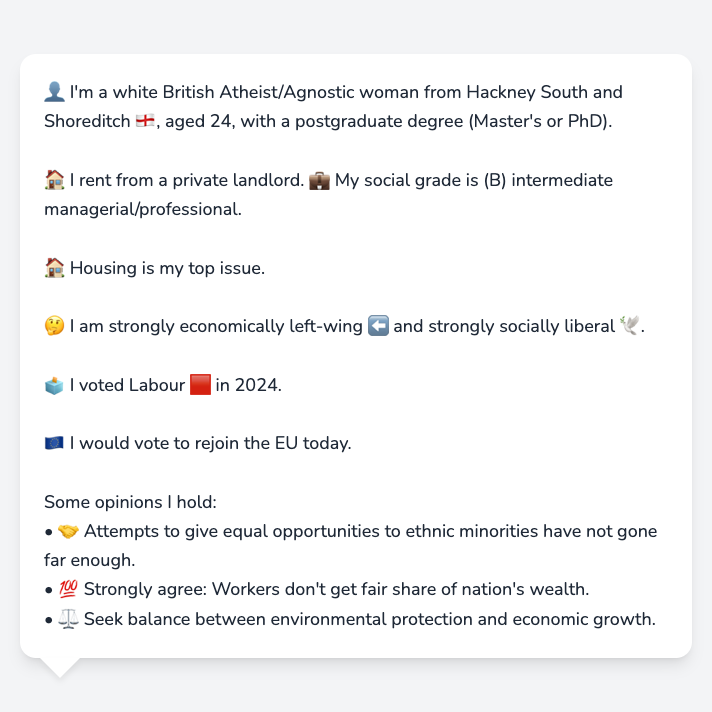 👤 I'm a white British Atheist/Agnostic woman from Hackney South and
Shoreditch 🏴󠁧󠁢󠁥󠁮󠁧󠁿, aged 24, with a postgraduate degree (Master's or PhD).
🏠 I rent from a private landlord. 💼 My social grade is (B) intermediate
managerial/professional.
🏠 Housing is my top issue.
🤔 I am strongly economically left-wing ⬅️ and strongly socially liberal 🕊️.
🗳️ I voted Labour 🟥 in 2024.
🇪🇺 I would vote to rejoin the EU today.
Some opinions I hold:
• 🤝 Attempts to give equal opportunities to ethnic minorities have not gone
far enough.
• 💯 Strongly agree: Workers don't get fair share of nation's wealth.
• ⚖️ Seek balance between environmental protection and economic growth.